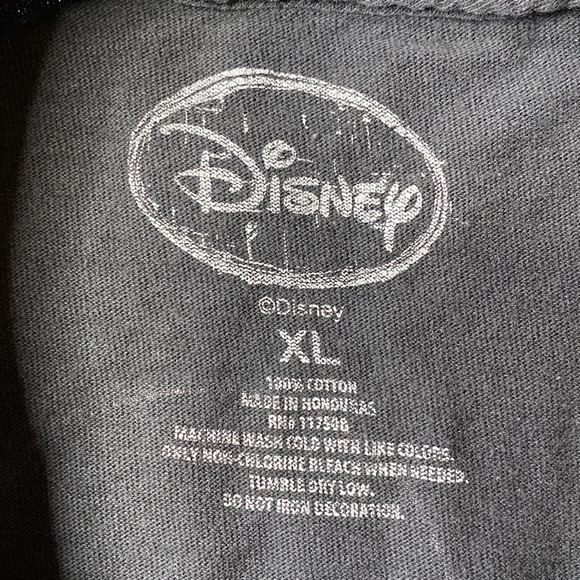 Disney
©Disney
XL
100% COTTON
MADE IN HONDURAS
RN# 117508
MACHINE WASH COLD WITH LIKE COLORS.
ONLY NON-CHLORINE BLEACH WHEN NEEDED.
TUMBLE DRY LOW.
DO NOT IRON DECORATION.